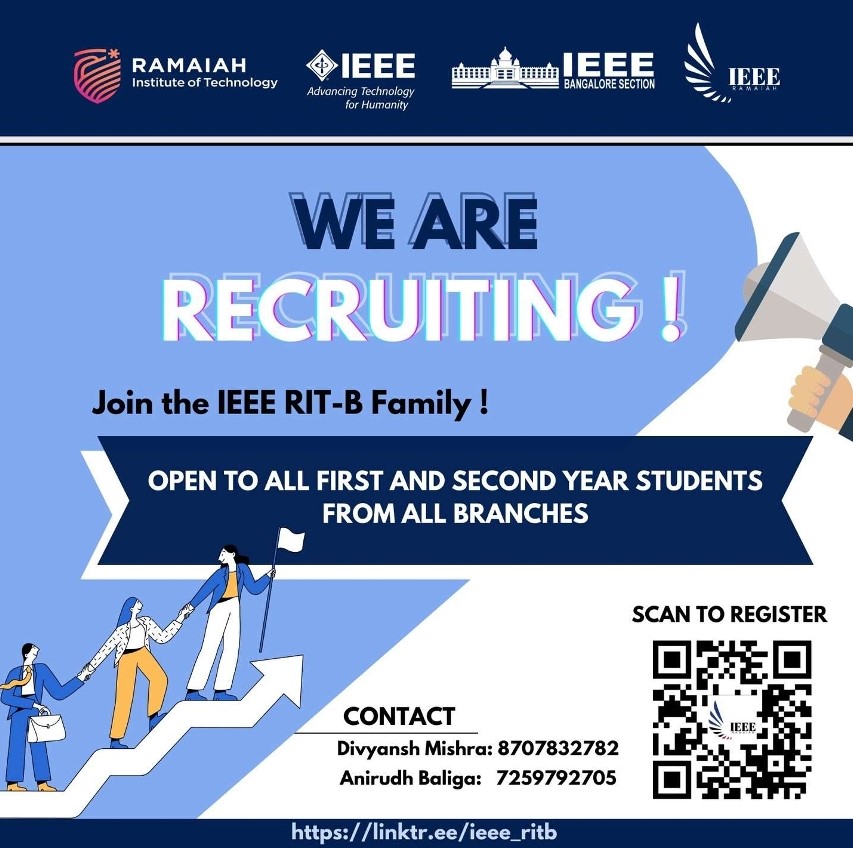 RAMAIAH
Institute of Technology
IEEE
Advancing Technology
for Humanity
IEEE
BANGALORE SECTION
IEEE
RAMAIAH
WE ARE
RECRUITING !
Join the IEEE RIT-B Family !
OPEN TO ALL FIRST AND SECOND YEAR STUDENTS
FROM ALL BRANCHES
SCAN TO REGISTER
IEEE
CONTACT
Divyansh Mishra: 8707832782
Anirudh Baliga: 7259792705
https://linktr.ee/ieee_ritb